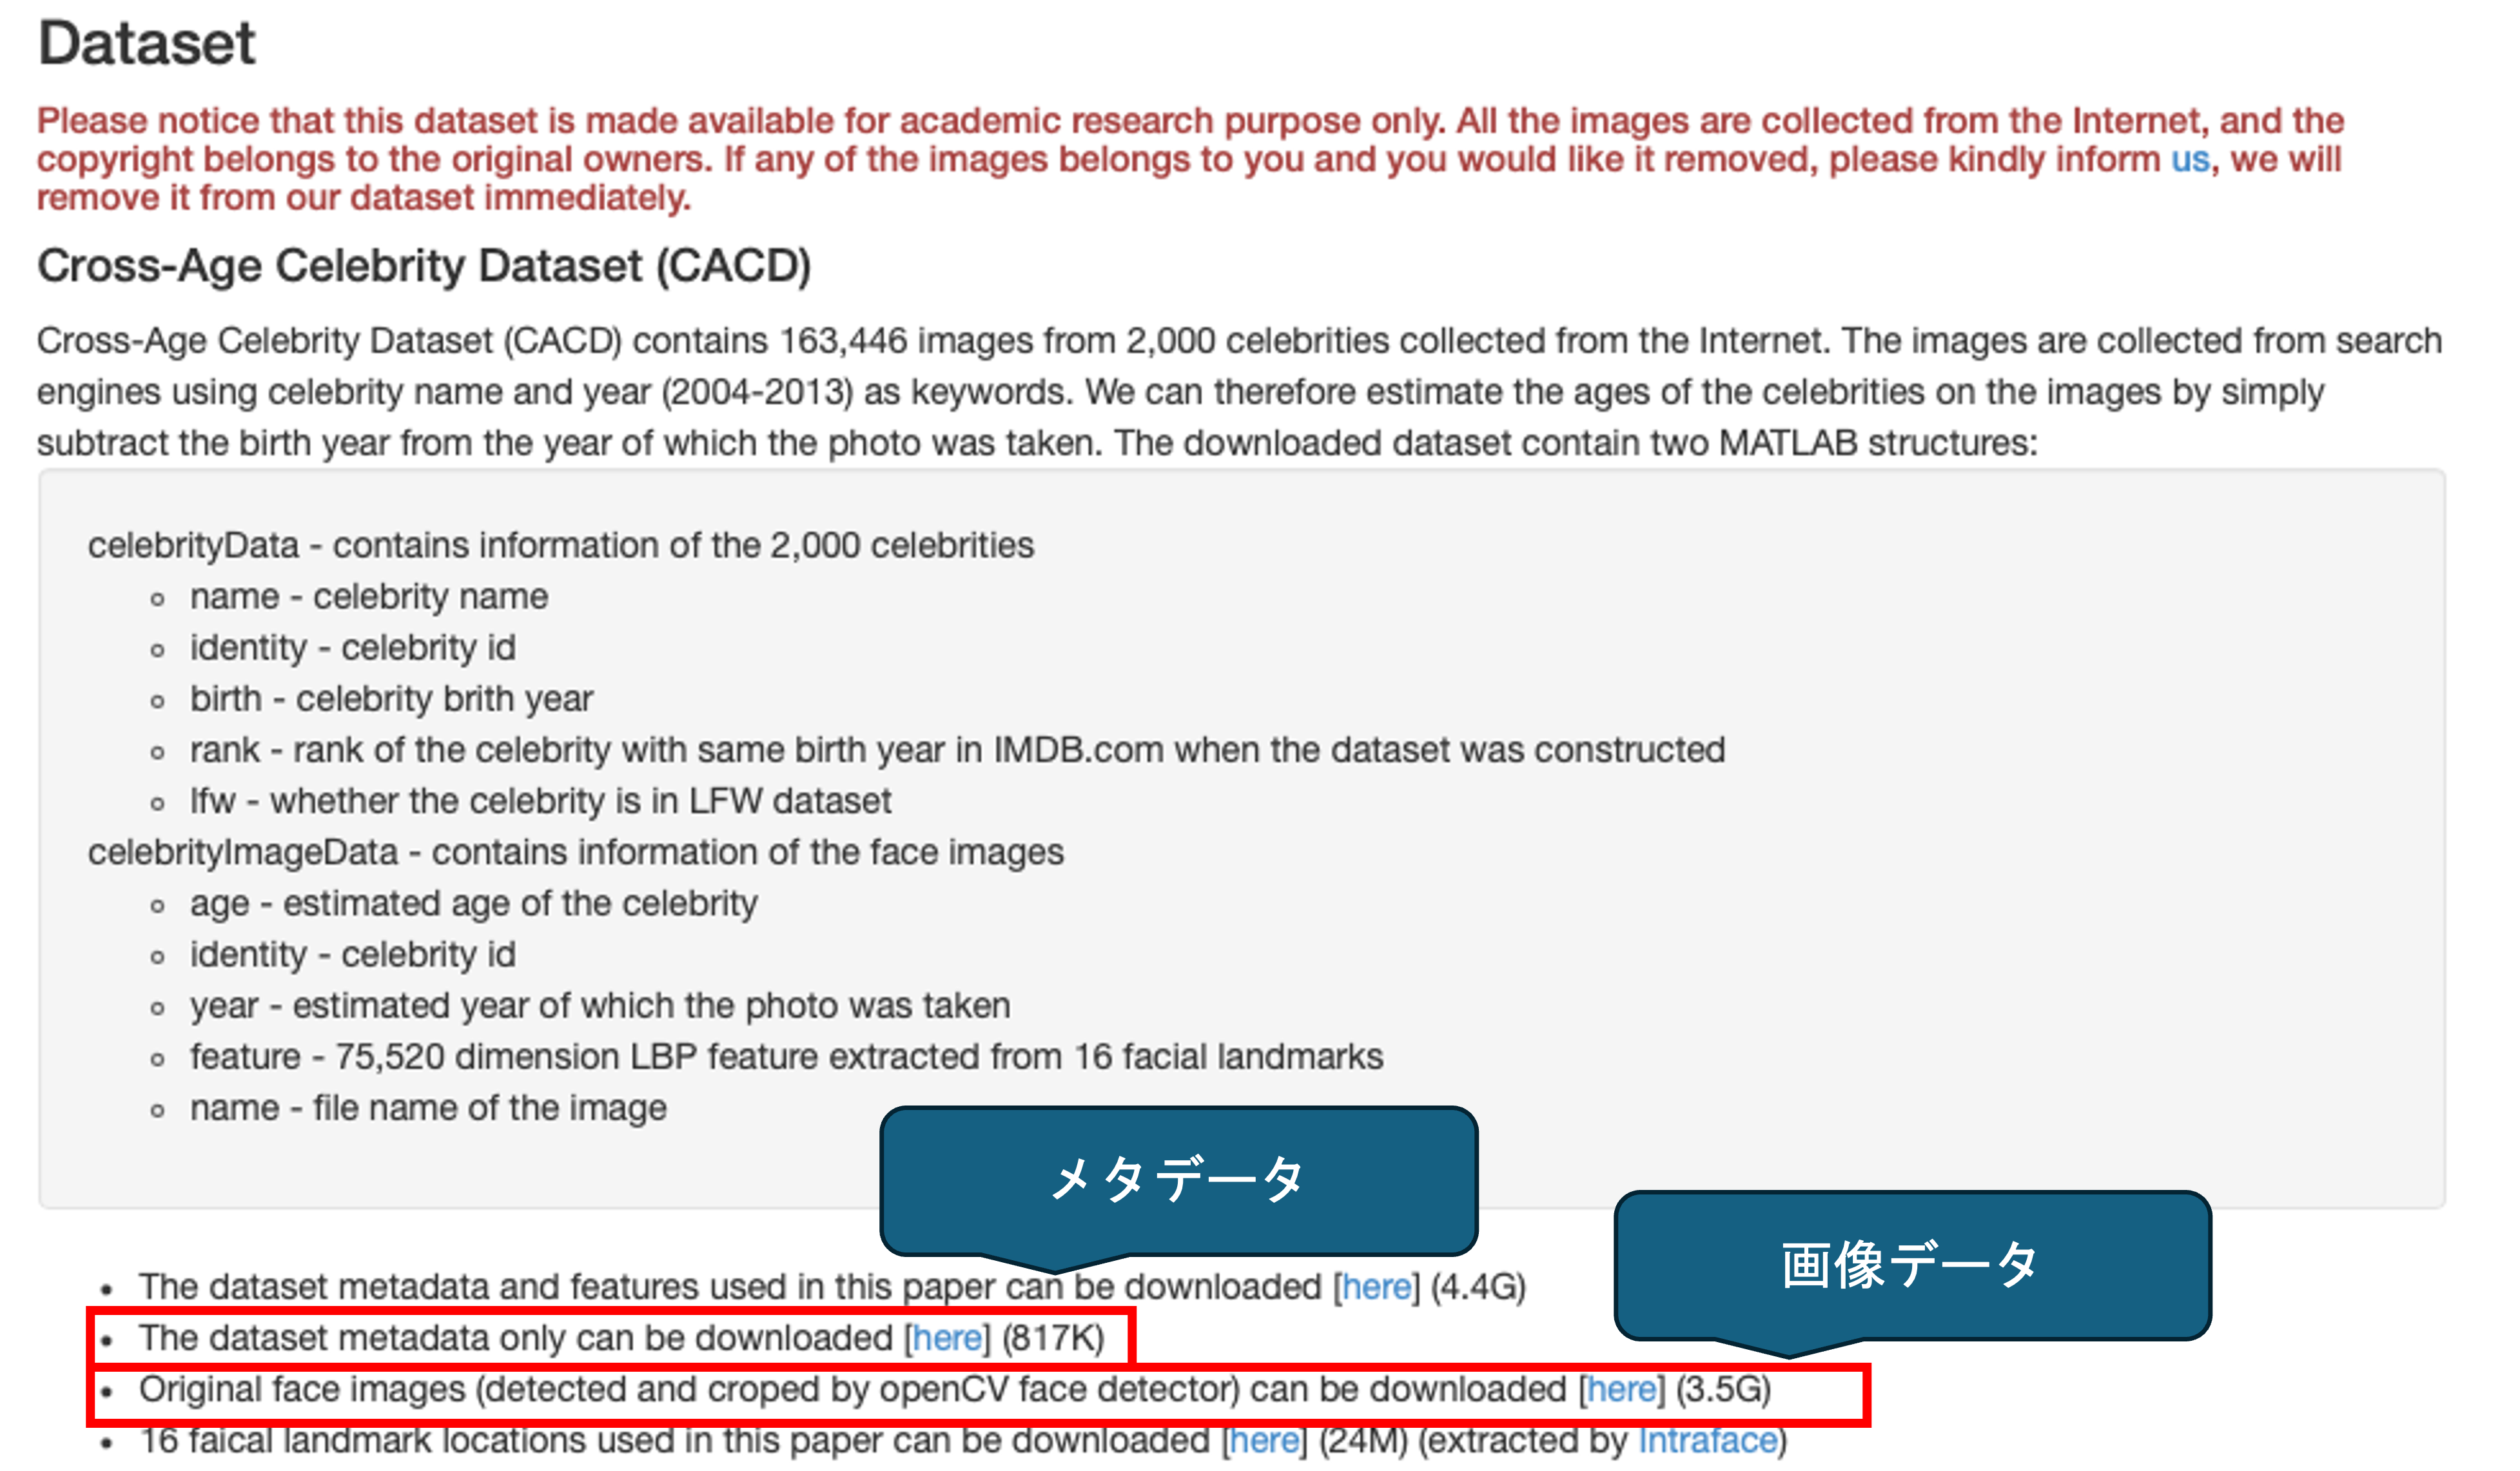 Dataset
Please notice that this dataset is made available for academic research purpose only. All the images are collected from the Internet, and the
copyright belongs to the original owners. If any of the images belongs to you and you would like it removed, please kindly inform us, we will
remove it from our dataset immediately.
Cross-Age Celebrity Dataset (CACD)
Cross-Age Celebrity Dataset (CACD) contains 163,446 images from 2,000 celebrities collected from the Internet. The images are collected from search
engines using celebrity name and year (2004-2013) as keywords. We can therefore estimate the ages of the celebrities on the images by simply
subtract the birth year from the year of which the photo was taken. The downloaded dataset contain two MATLAB structures:
celebrityData - contains information of the 2,000 celebrities
name - celebrity name
identity - celebrity id
birth - celebrity brith year
rank - rank of the celebrity with same birth year in IMDB.com when the dataset was constructed
lfw - whether the celebrity is in LFW dataset
celebrityImageData - contains information of the face images
age - estimated age of the celebrity
identity - celebrity id
year - estimated year of which the photo was taken
feature - 75,520 dimension LBP feature extracted from 16 facial landmarks
name - file name of the image
メタデータ
画像データ
The dataset metadata and features used in this paper can be downloaded [here] (4.4G)
The dataset metadata only can be downloaded [here] (817K)
Original face images (detected and croped by openCV face detector) can be downloaded [here] (3.5G)
16 faical landmark locations used in this paper can be downloaded [here] (24M) (extracted by Intraface)